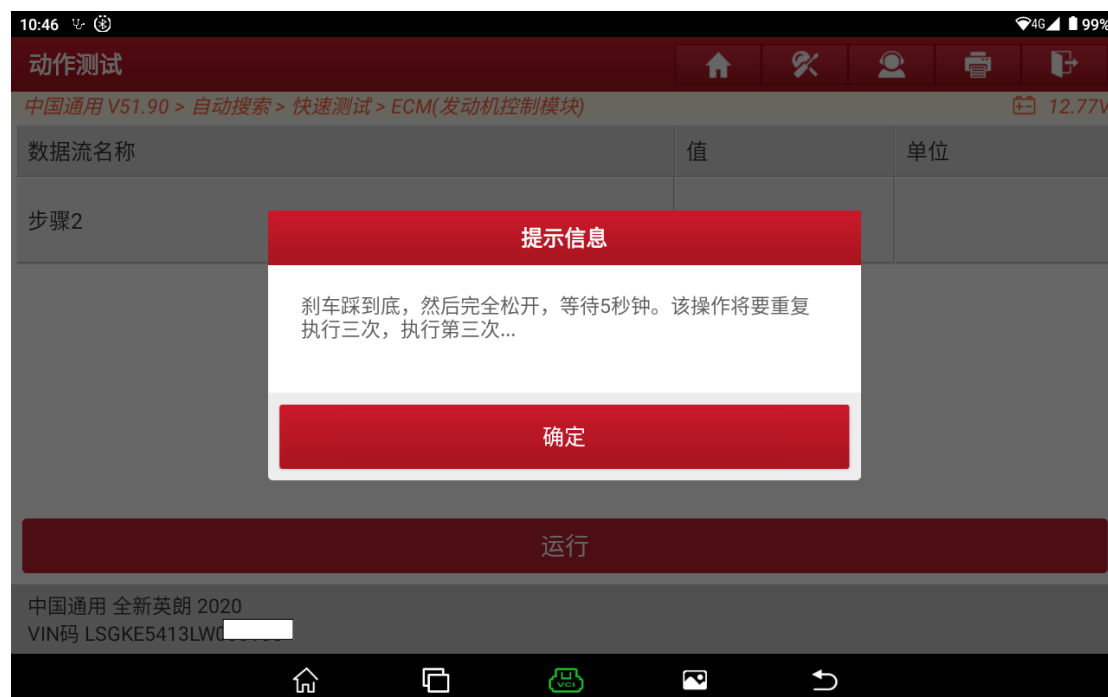 10:46 4G 99%
动作测试
中国通用 V51.90 > 自动搜索 > 快速测试 > ECM(发动机控制模块) 12.77V
数据流名称 值 单位
步骤2
提示信息
刹车踩到底，然后完全松开，等待5秒钟。该操作将要重复
执行三次，执行第三次...
确定
运行
中国通用 全新英朗 2020
VIN码 LSGKE5413LW
VCI